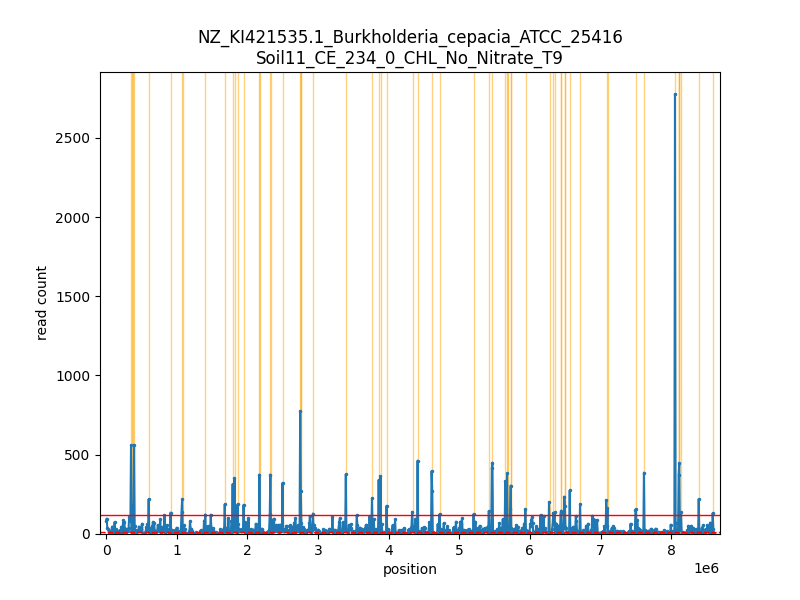 NZ_KI421535.1_Burkholderia_cepacia_ATCC_25416
Soil11_CE_234_0_CHL_No_Nitrate_T9
read count
2500
2000
1500
1000
500
0
0 1 2 3 4 5 6 7 8
1e6
position